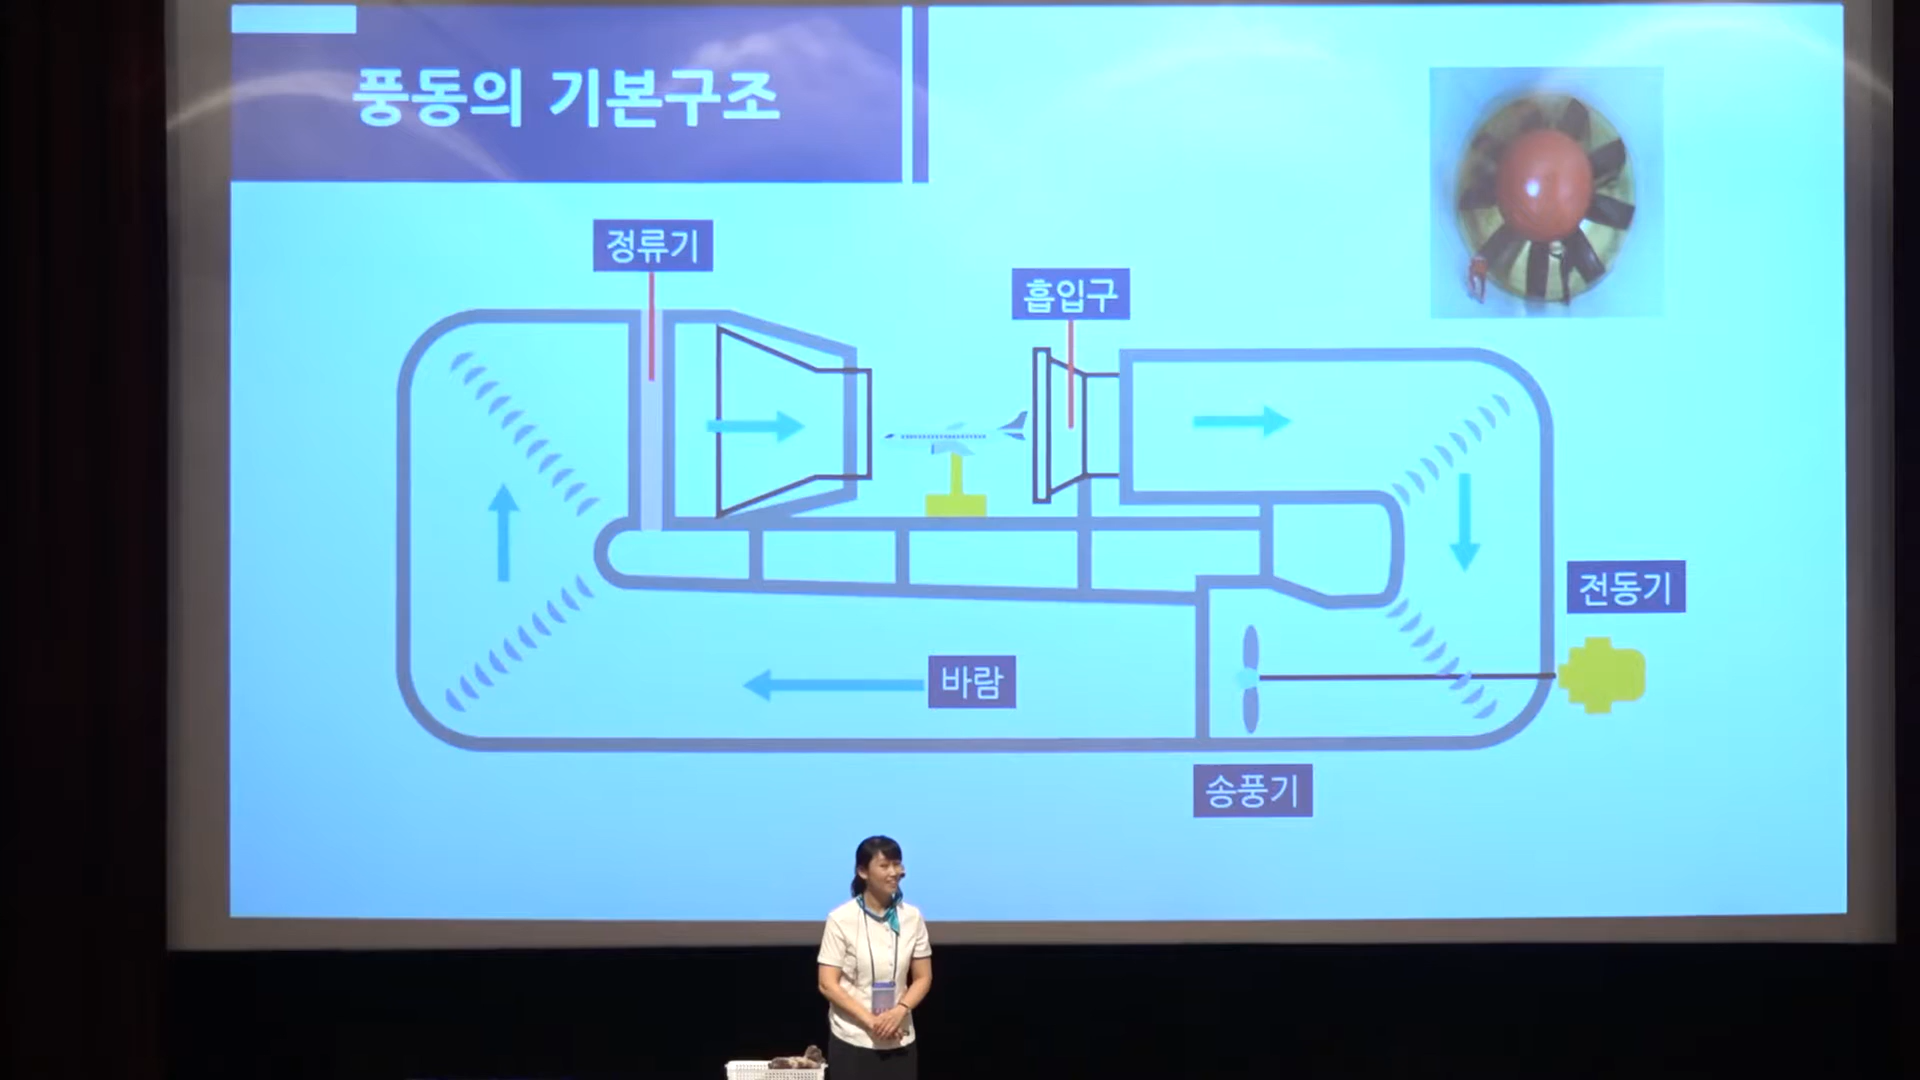 풍동의 기본구조
정류기
흡입구
전동기
바람
송풍기